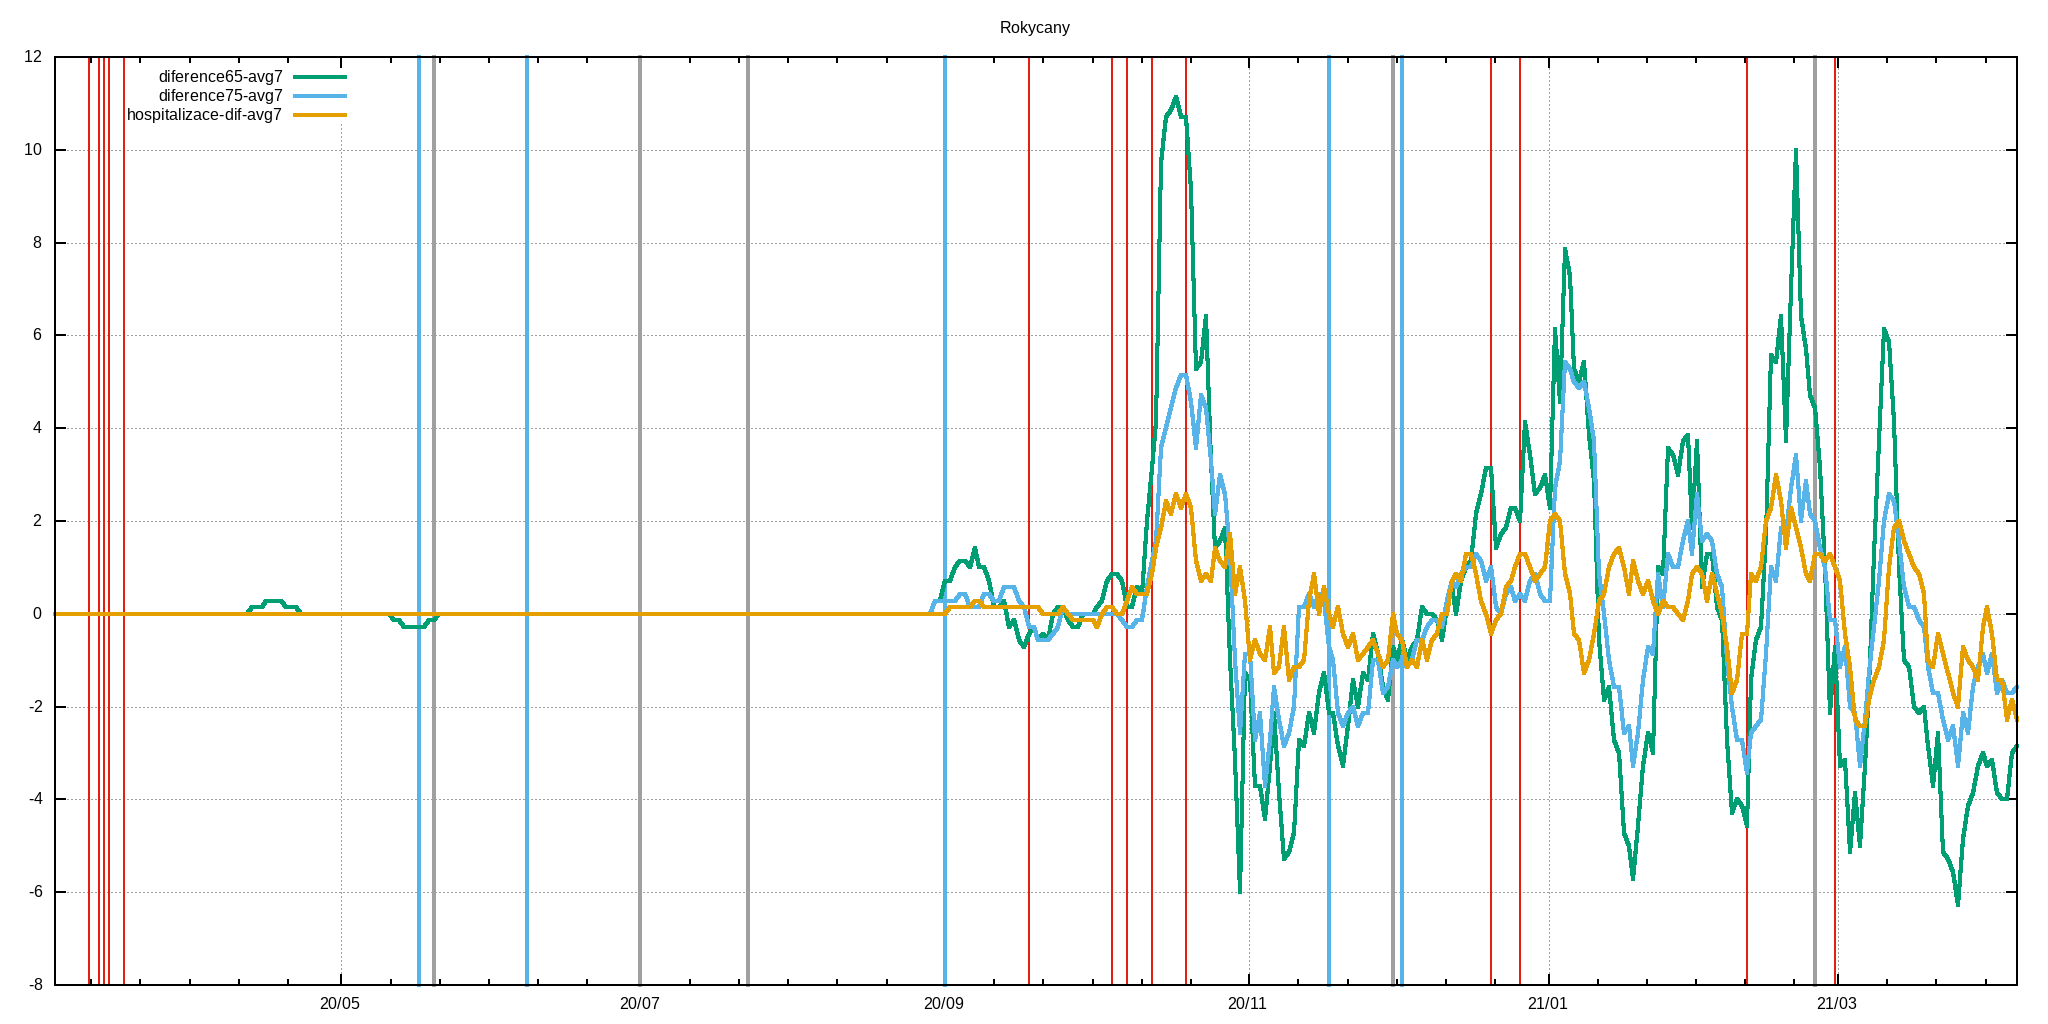 Rokycany
12
10
8
6
4
2
0
-2
-4
-6
-8
diference65-avg7
diference75-avg7
hospitalizace-dif-avg7
20/05 20/07 20/09 20/11 21/01 21/03